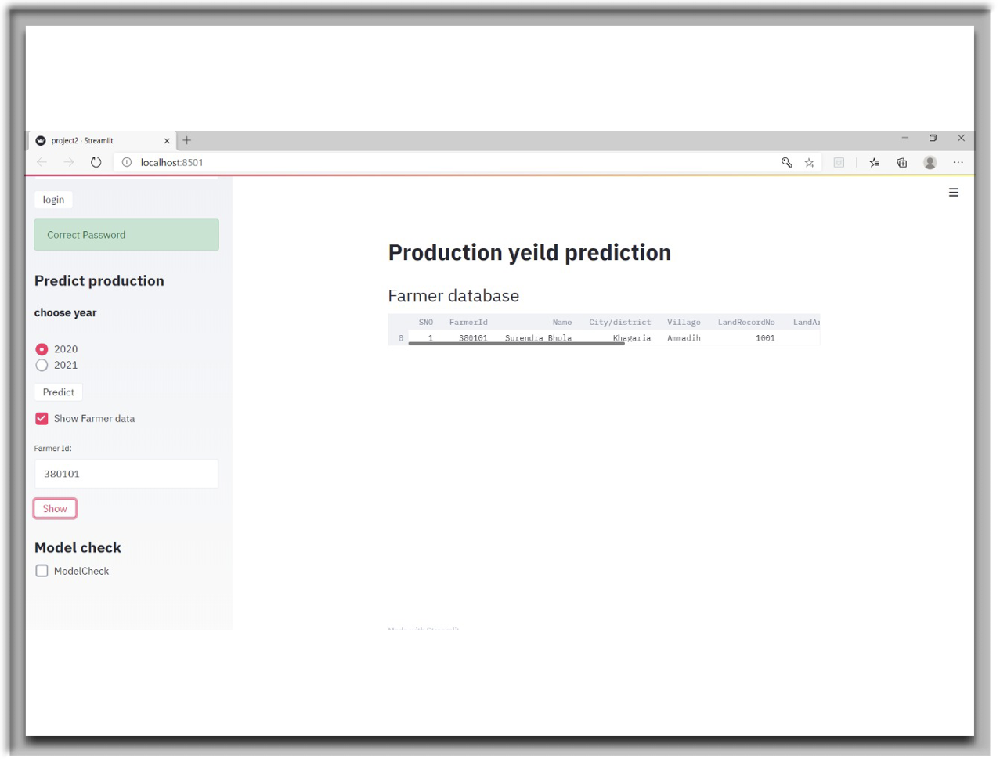 project2 · Streamlit
localhost:8501
login
Correct Password
Predict production
choose year
2020
2021
Predict
Show Farmer data
Farmer Id:
380101
Show
Model check
ModelCheck
Production yeild prediction
Farmer database
SNO FarmerId Name City/district Village LandRecordNo LandAr
0 1 380101 Surendra Bhola Khagaria Ammadih 1001
Made with Streamlit